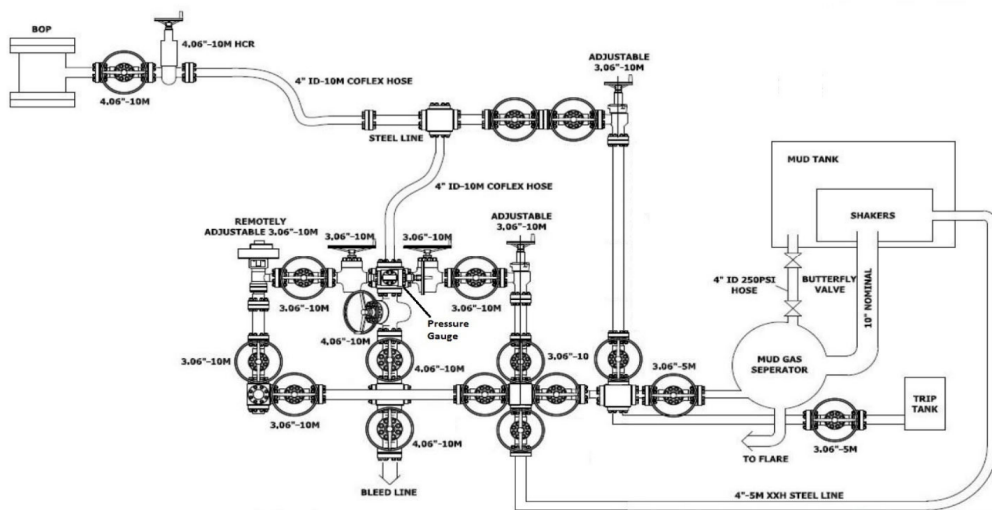 BOP
4.06"-10M HCR
4.06"-10M
4" ID-10M COFLEX HOSE
STEEL LINE
ADJUSTABLE
3,06"-10M
4" ID-10M COFLEX HOSE
MUD TANK
SHAKERS
REMOTELY
ADJUSTABLE 3.06"-10M
3.06"-10M
3.06"-10M
ADJUSTABLE
3,06"-10M
4" ID 250PSI
HOSE
BUTTERFLY
VALVE
10" NOMINAL
3.06"-10M
4.06"-10M
Pressure
Gauge
3.06"-10M
3.06"-10M
4.06"-10M
3,06"-10
3.06"-5M
MUD GAS
SEPERATOR
TRIP
TANK
3.06"-10M
4,06"-10M
TO FLARE
3.06"-5M
BLEED LINE
4"-5M XXH STEEL LINE